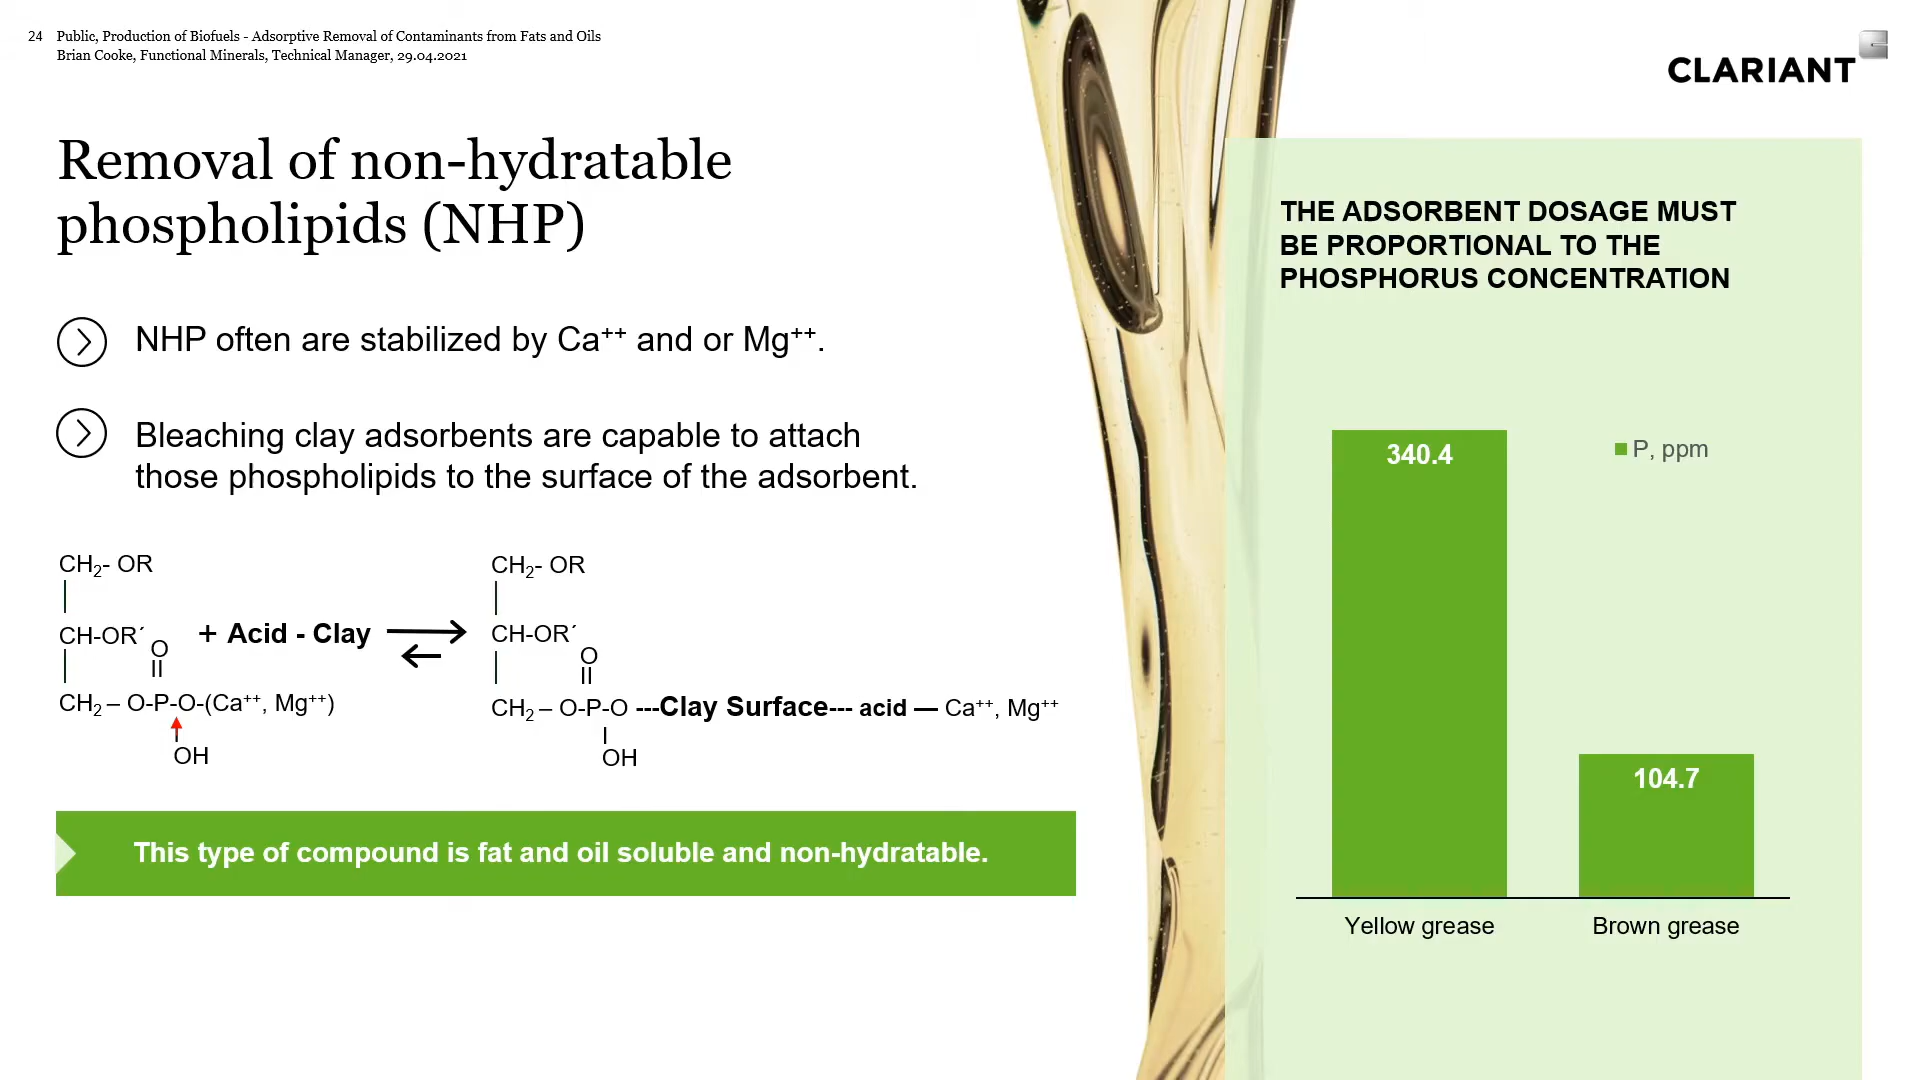 24 Public, Production of Biofuels - Adsorptive Removal of Contaminants from Fats and Oils
Brian Cooke, Functional Minerals, Technical Manager, 29.04.2021
CLARIANT
Removal of non-hydratable
phospholipids (NHP)
NHP often are stabilized by Ca⁺⁺ and or Mg⁺⁺.
Bleaching clay adsorbents are capable to attach
those phospholipids to the surface of the adsorbent.
CH₂- OR
CH-OR´
O
CH₂ – O-P-O-(Ca⁺⁺, Mg⁺⁺)
OH
+ Acid - Clay
CH₂- OR
CH-OR´
O
CH₂ – O-P-O ---Clay Surface--- acid — Ca⁺⁺, Mg⁺⁺
OH
This type of compound is fat and oil soluble and non-hydratable.
THE ADSORBENT DOSAGE MUST
BE PROPORTIONAL TO THE
PHOSPHORUS CONCENTRATION
P, ppm
340.4
104.7
Yellow grease
Brown grease